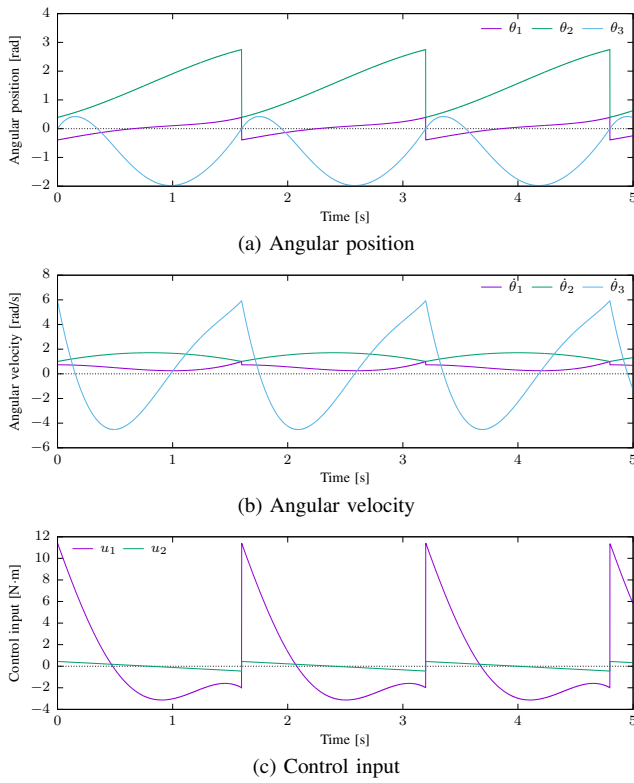 θ₁ θ₂ θ₃
Angular position [rad]
4
3
2
1
0
−1
−2
0 1 2 3 4 5
Time [s]
(a) Angular position
θ̇₁ θ̇₂ θ̇₃
Angular velocity [rad/s]
8
6
4
2
0
−2
−4
−6
0 1 2 3 4 5
Time [s]
(b) Angular velocity
u₁ u₂
Control input [N·m]
12
10
8
6
4
2
0
−2
−4
0 1 2 3 4 5
Time [s]
(c) Control input